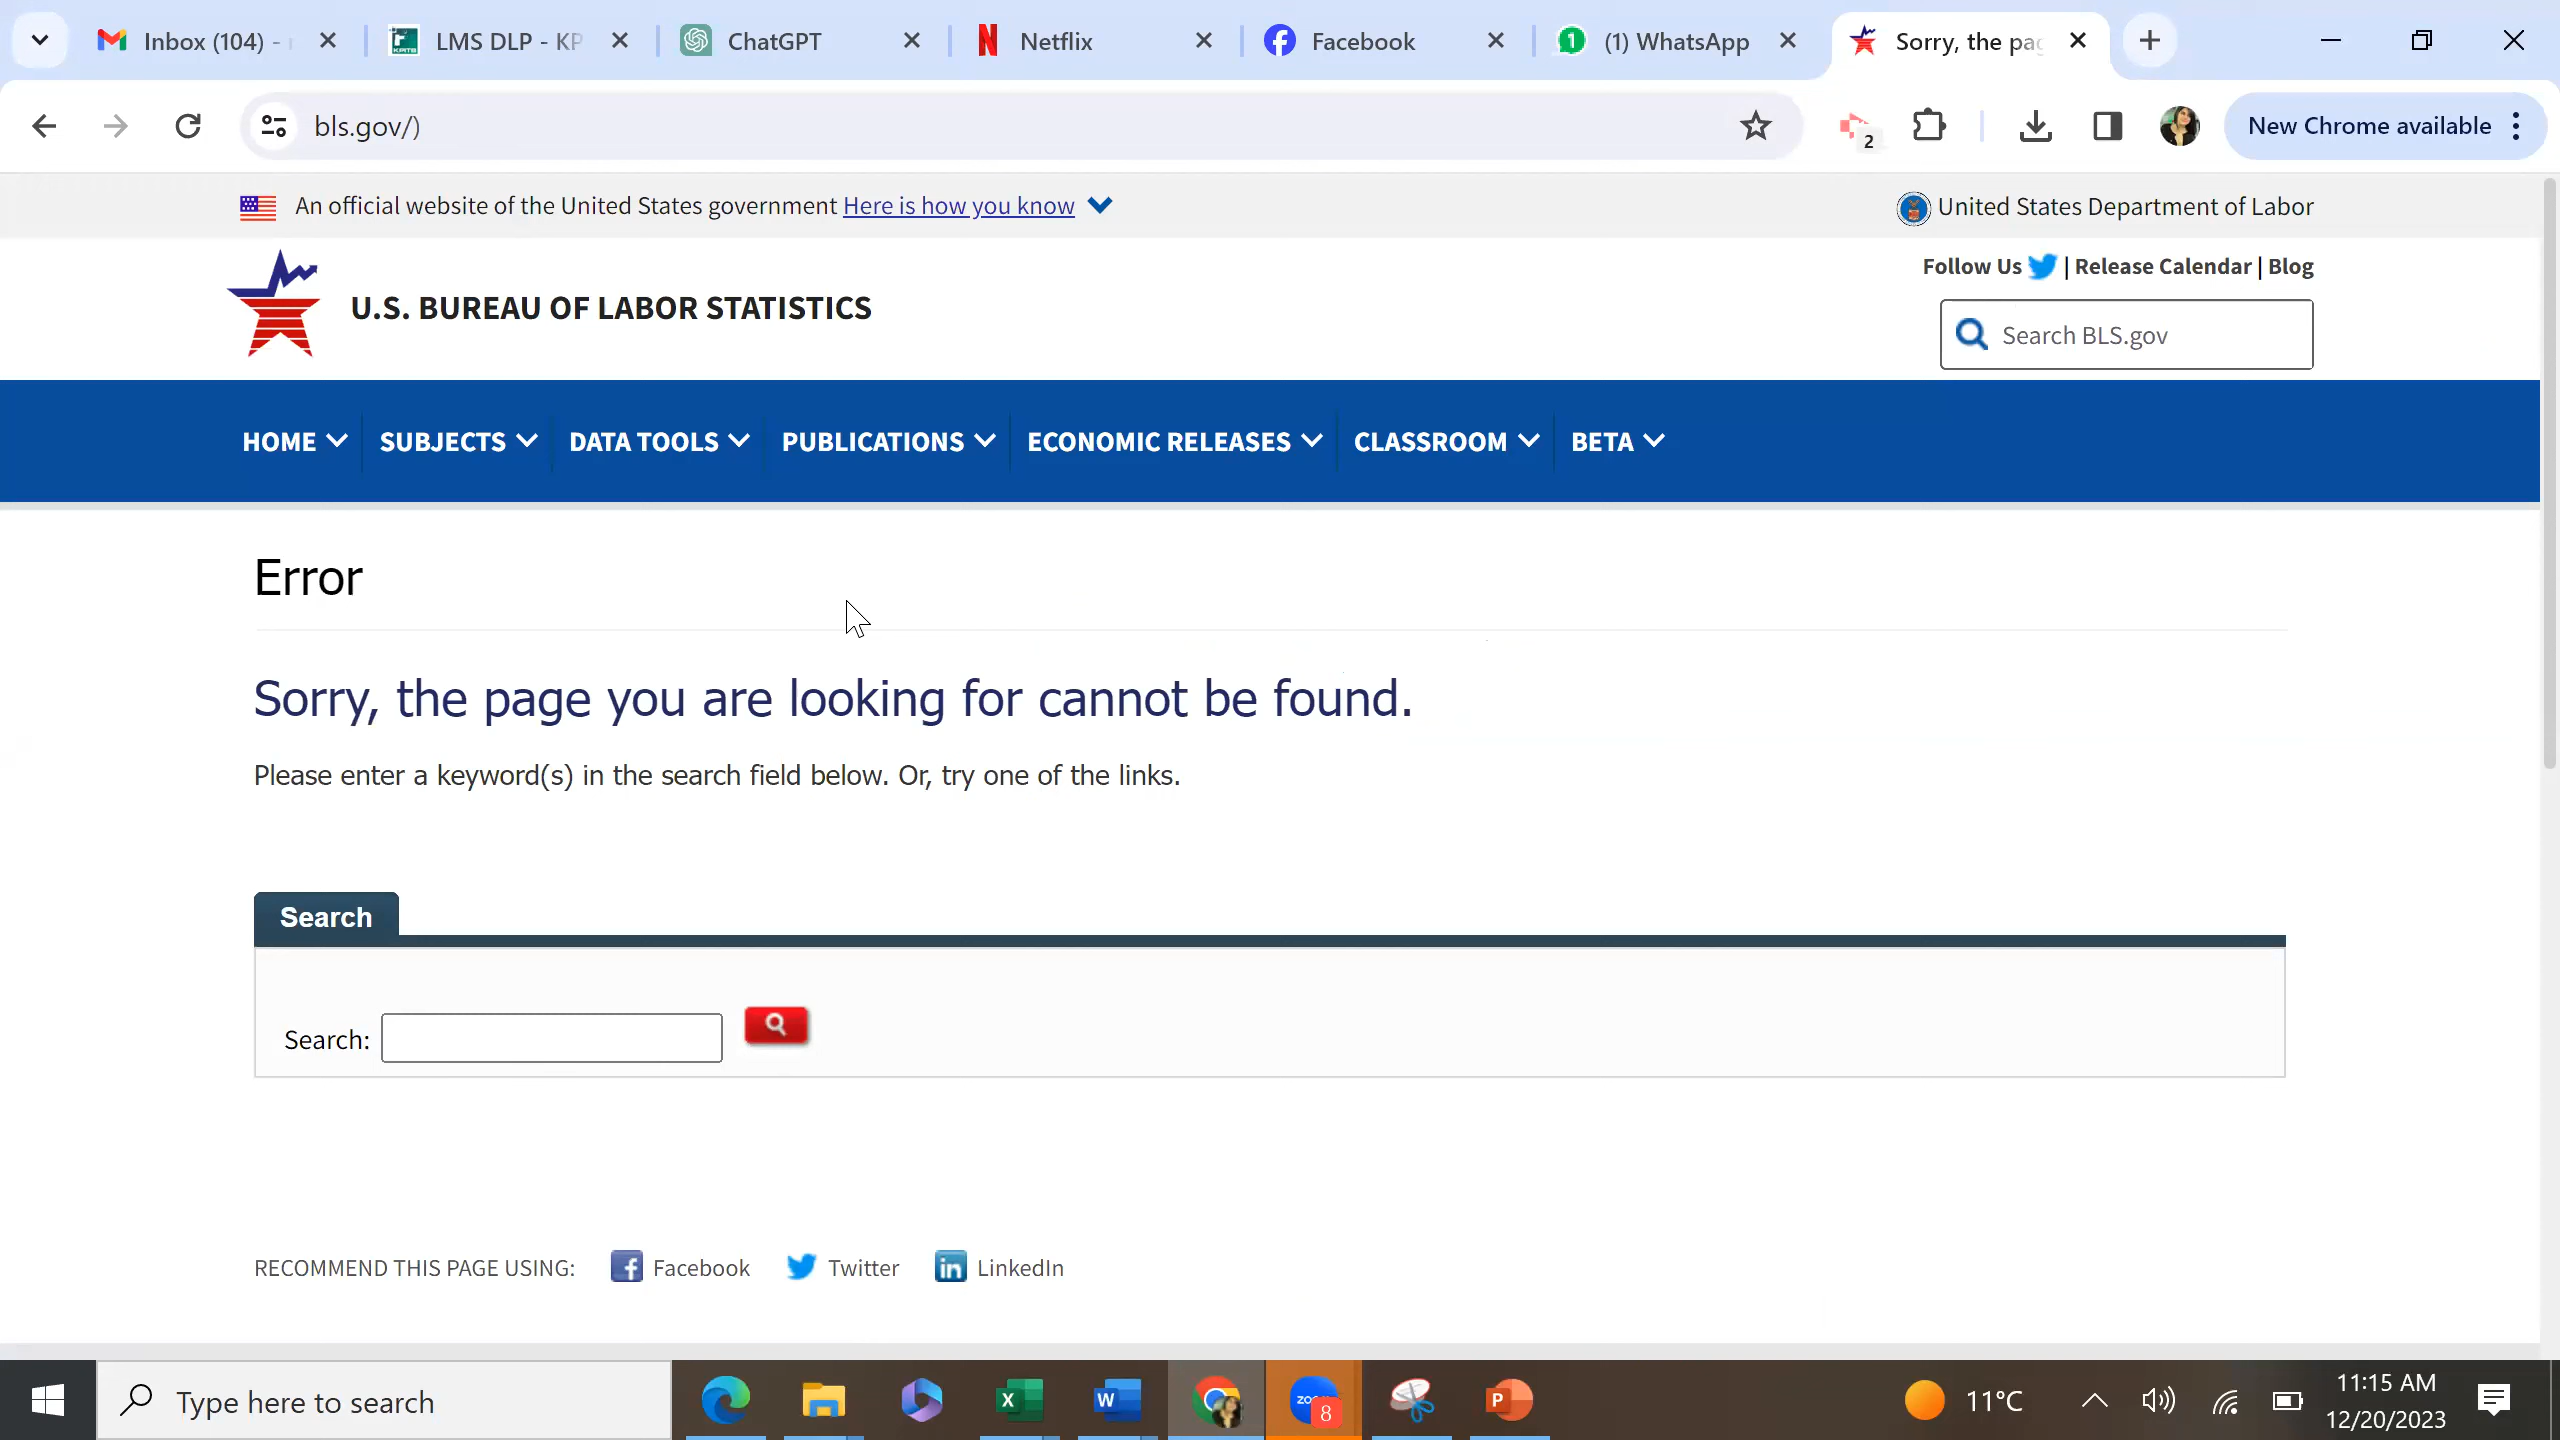 Inbox (104) -
LMS DLP - KP
ChatGPT
Netflix
Facebook
1
(1) WhatsApp
Sorry, the pag
bls.gov/)
2
New Chrome available
An official website of the United States government Here is how you know
United States Department of Labor
U.S. BUREAU OF LABOR STATISTICS
Follow Us | Release Calendar | Blog
Search BLS.gov
HOME
SUBJECTS
DATA TOOLS
PUBLICATIONS
ECONOMIC RELEASES
CLASSROOM
BETA
Error
Sorry, the page you are looking for cannot be found.
Please enter a keyword(s) in the search field below. Or, try one of the links.
Search
Search:
RECOMMEND THIS PAGE USING: Facebook Twitter LinkedIn
Type here to search
8
11°C
11:15 AM
12/20/2023